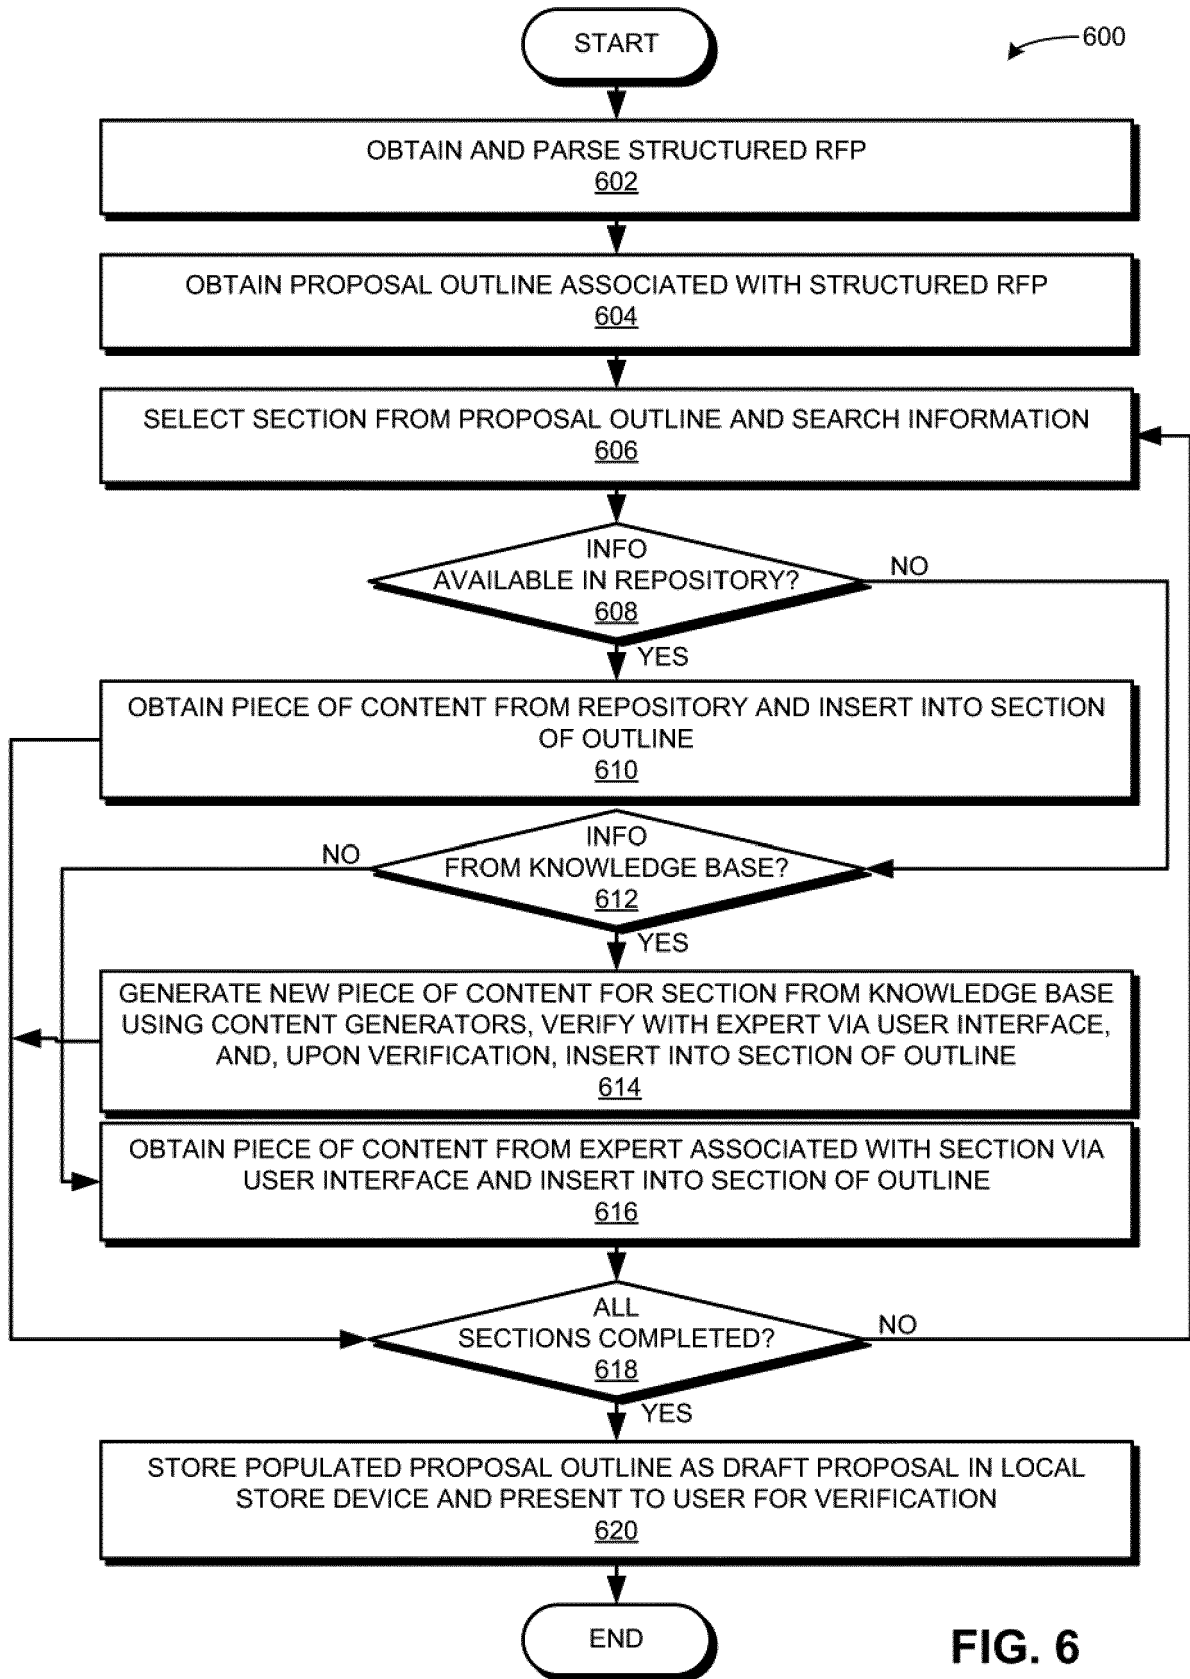 START
600
OBTAIN AND PARSE STRUCTURED RFP
602
OBTAIN PROPOSAL OUTLINE ASSOCIATED WITH STRUCTURED RFP
604
SELECT SECTION FROM PROPOSAL OUTLINE AND SEARCH INFORMATION
606
INFO
AVAILABLE IN REPOSITORY?
608
NO
YES
OBTAIN PIECE OF CONTENT FROM REPOSITORY AND INSERT INTO SECTION
OF OUTLINE
610
INFO
FROM KNOWLEDGE BASE?
612
NO
YES
GENERATE NEW PIECE OF CONTENT FOR SECTION FROM KNOWLEDGE BASE
USING CONTENT GENERATORS, VERIFY WITH EXPERT VIA USER INTERFACE,
AND, UPON VERIFICATION, INSERT INTO SECTION OF OUTLINE
614
OBTAIN PIECE OF CONTENT FROM EXPERT ASSOCIATED WITH SECTION VIA
USER INTERFACE AND INSERT INTO SECTION OF OUTLINE
616
ALL
SECTIONS COMPLETED?
618
NO
YES
STORE POPULATED PROPOSAL OUTLINE AS DRAFT PROPOSAL IN LOCAL
STORE DEVICE AND PRESENT TO USER FOR VERIFICATION
620
END
FIG. 6